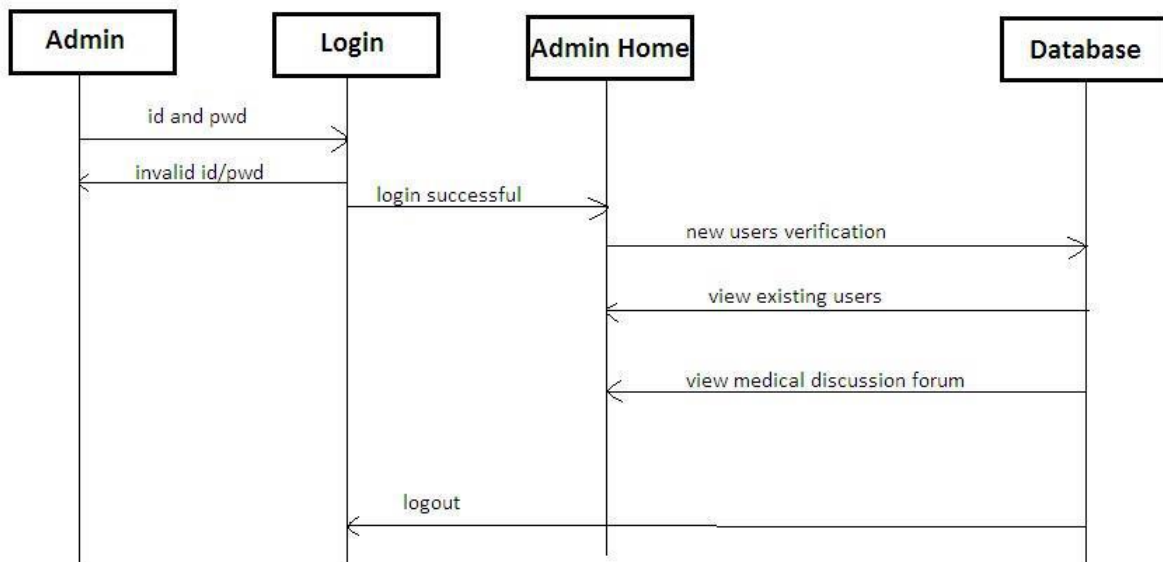 Admin
Login
Admin Home
Database
id and pwd
invalid id/pwd
login successful
new users verification
view existing users
view medical discussion forum
logout